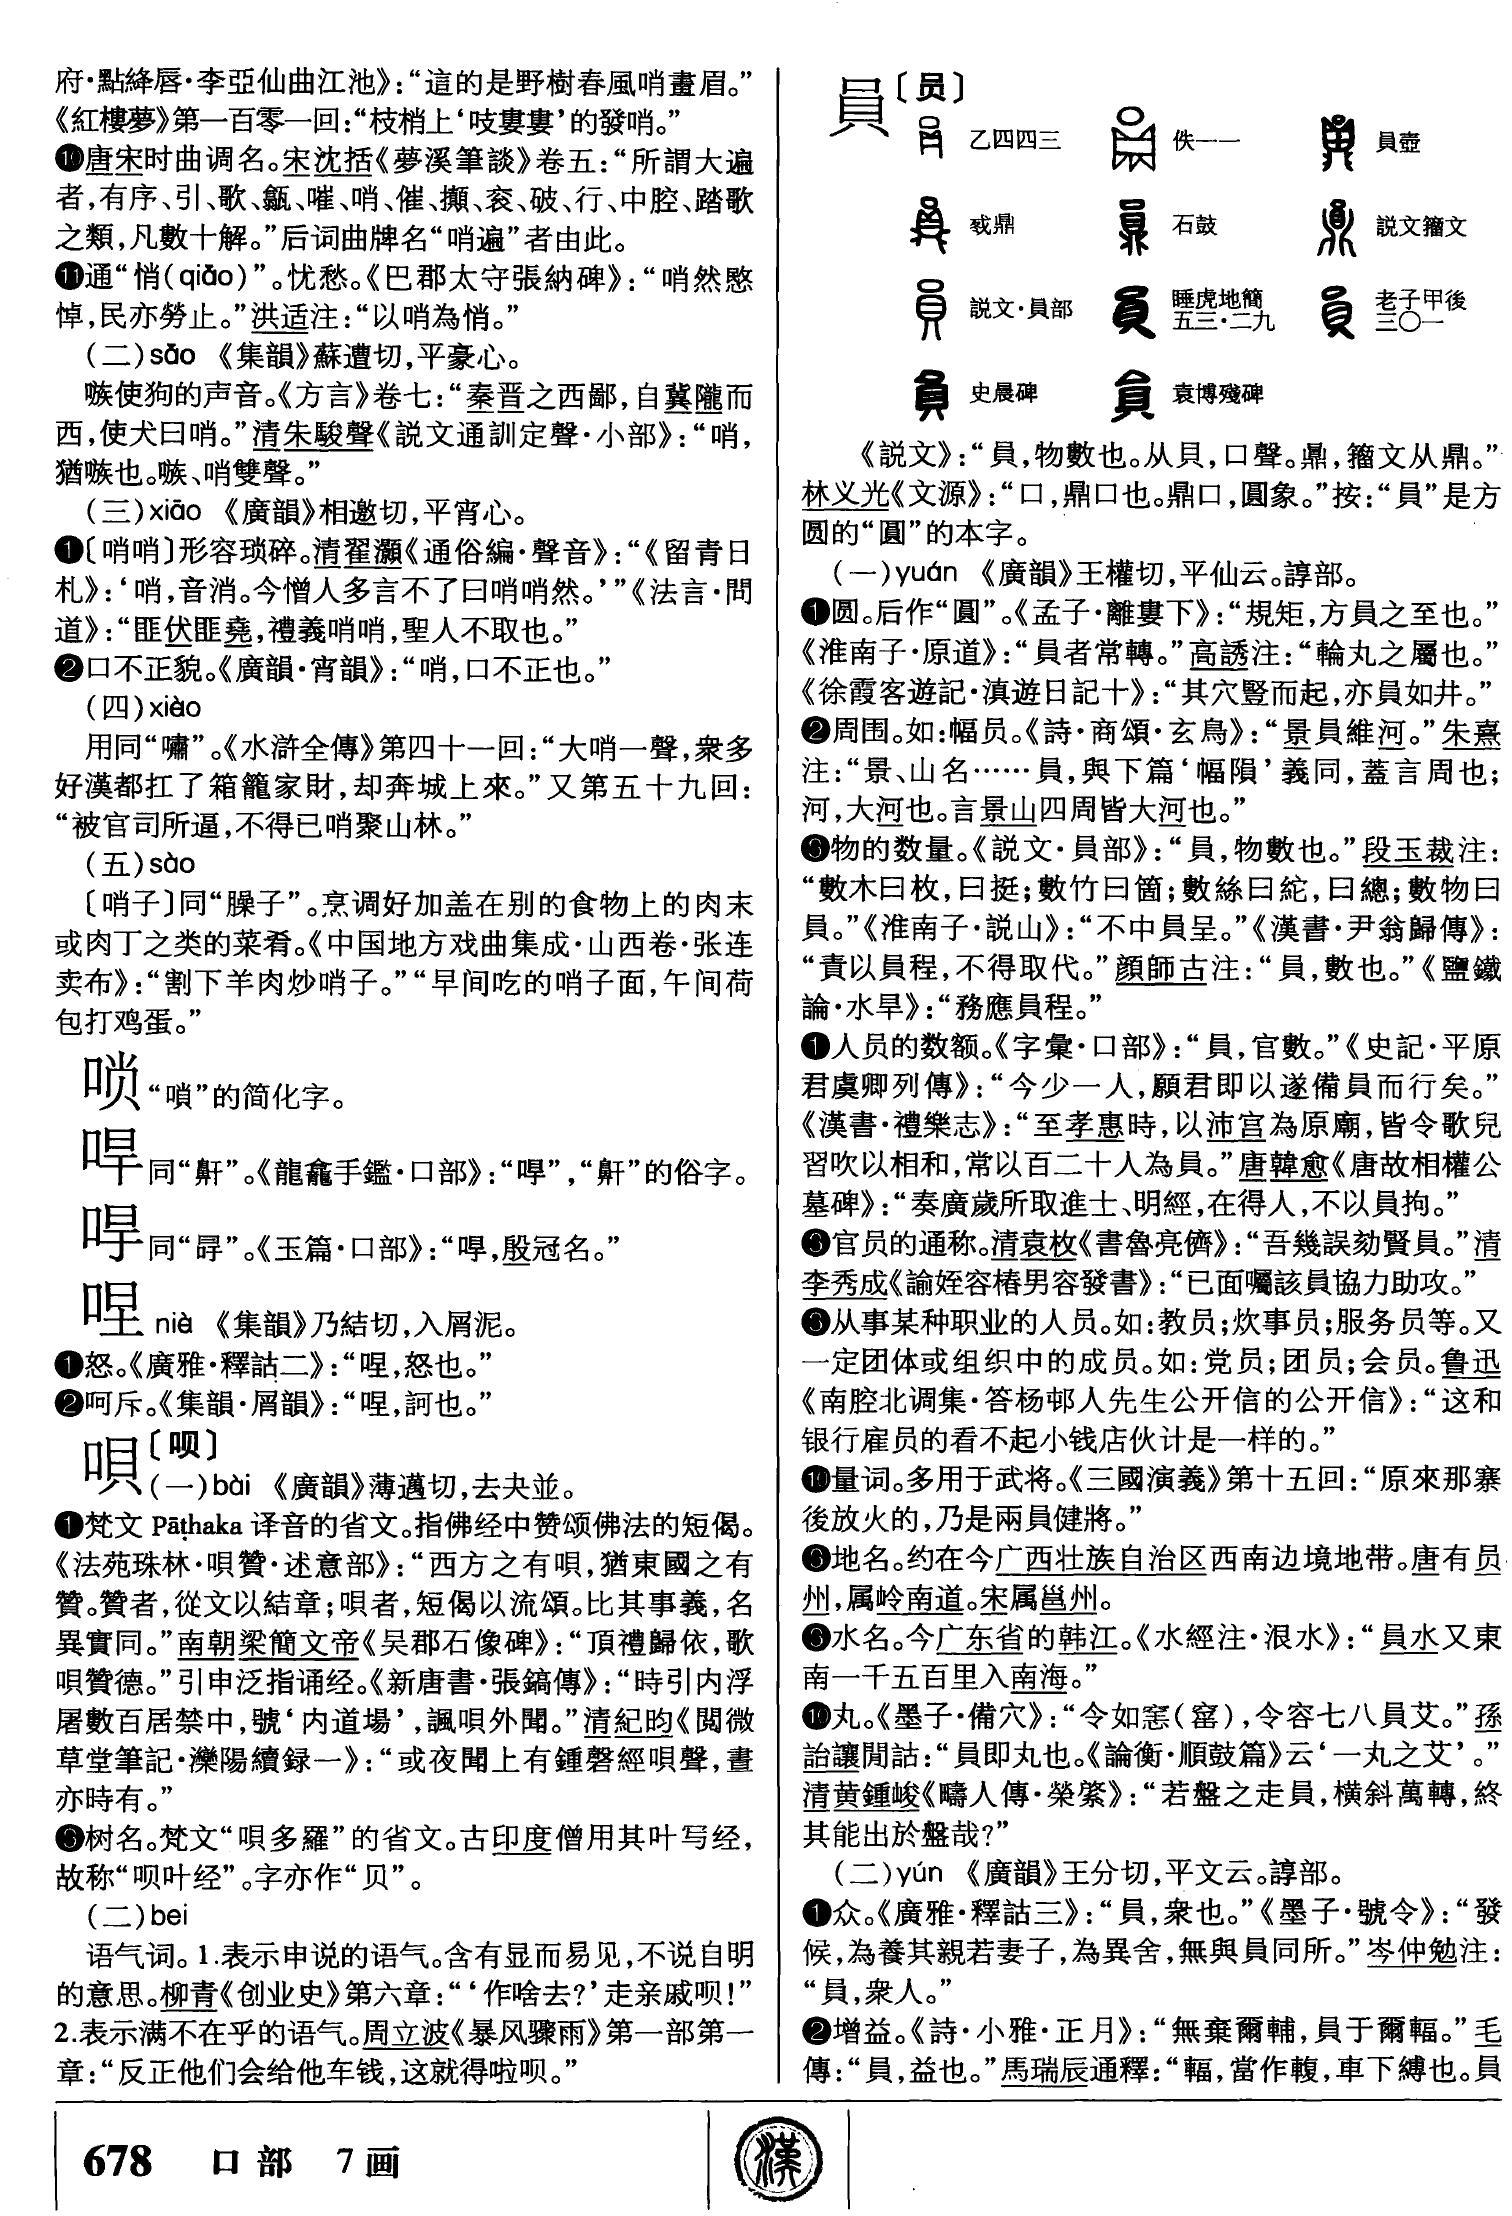 府·點絳唇·李亞仙曲江池》：“這的是野樹春風哨畫眉。”
《紅樓夢》第一百零一回：“枝梢上‘吱嘍嘍’的發哨。”
❿唐宋时曲调名。宋沈括《夢溪筆談》卷五：“所謂大遍
者，有序、引、歌、㽃、嗺、哨、催、攧、衮、破、行、中腔、踏歌
之類，凡數十解。”后词曲牌名“哨遍”者由此。
⓫通“悄(qiǎo)”。忧愁。《巴郡太守張納碑》：“哨然愍
悼，民亦勞止。”洪适注：“以哨為悄。”
(二)sāo 《集韻》蘇遭切，平豪心。
嗾使狗的声音。《方言》卷七：“秦晋之西鄙，自冀隴而
西，使犬曰哨。”清朱駿聲《説文通訓定聲·小部》：“哨，
猶嗾也。嗾、哨雙聲。”
(三)xiāo 《廣韻》相邀切，平宵心。
❶〔哨哨〕形容琐碎。清翟灝《通俗編·聲音》：“《留青日
札》：‘哨，音消。今憎人多言不了曰哨哨然。’”《法言·問
道》：“匪伏匪堯，禮義哨哨，聖人不取也。”
❷口不正貌。《廣韻·宵韻》：“哨，口不正也。”
(四)xiào
用同“嘯”。《水滸全傳》第四十一回：“大哨一聲，衆多
好漢都扛了箱籠家財，却奔城上來。”又第五十九回：
“被官司所逼，不得已哨聚山林。”
(五)sào
〔哨子〕同“臊子”。烹调好加盖在别的食物上的肉末
或肉丁之类的菜肴。《中国地方戏曲集成·山西卷·张连
卖布》：“割下羊肉炒哨子。”“早间吃的哨子面，午间荷
包打鸡蛋。”
唢 “嗩”的简化字。
哻 同“鼾”。《龍龕手鑑·口部》：“哻”，“鼾”的俗字。
㖔 同“冔”。《玉篇·口部》：“㖔，殷冠名。”
哩 niè 《集韻》乃結切，入屑泥。
❶怒。《廣雅·釋詁二》：“㖏，怒也。”
❷呵斥。《集韻·屑韻》：“㖏，訶也。”
唄〔呗〕
(一)bài 《廣韻》薄邁切，去夬並。
❶梵文 Pāṭhaka 译音的省文。指佛经中赞颂佛法的短偈。
《法苑珠林·唄贊·述意部》：“西方之有唄，猶東國之有
贊。贊者，從文以結章；唄者，短偈以流頌。比其事義，名
異實同。”南朝梁簡文帝《吴郡石像碑》：“頂禮歸依，歌
唄贊德。”引申泛指诵经。《新唐書·張鎬傳》：“時引内浮
屠數百居禁中，號‘内道場’，諷唄外聞。”清紀昀《閲微
草堂筆記·灤陽續録一》：“或夜聞上有鍾磬經唄聲，晝
亦時有。”
❸树名。梵文“唄多羅”的省文。古印度僧用其叶写经，
故称“呗叶经”。字亦作“贝”。
(二)bei
语气词。1.表示申说的语气。含有显而易见，不说自明
的意思。柳青《创业史》第六章：“‘作啥去？’走亲戚呗！”
2.表示满不在乎的语气。周立波《暴风骤雨》第一部第一
章：“反正他们会给他车钱，这就得啦呗。”
員〔员〕
乙四四三 佚一一 員壺
或鼎 石鼓 説文籀文
説文·員部 睡虎地簡五三·二九 老子甲後三〇一
史晨碑 袁博殘碑
《説文》：“員，物數也。从貝，口聲。鼎，籀文从鼎。”
林义光《文源》：“口，鼎口也。鼎口，圓象。”按：“員”是方
圆的“圓”的本字。
(一)yuán 《廣韻》王權切，平仙云。諄部。
❶圆。后作“圓”。《孟子·離婁下》：“規矩，方員之至也。”
《淮南子·原道》：“員者常轉。”高誘注：“輪丸之屬也。”
《徐霞客遊記·滇遊日記十》：“其穴豎而起，亦員如井。”
❷周围。如：幅员。《詩·商頌·玄鳥》：“景員維河。”朱熹
注：“景、山名……員，與下篇‘幅隕’義同，蓋言周也；
河，大河也。言景山四周皆大河也。”
❸物的数量。《説文·員部》：“員，物數也。”段玉裁注：
“數木曰枚，曰挺；數竹曰箇；數絲曰紽，曰總；數物曰
員。”《淮南子·説山》：“不中員呈。”《漢書·尹翁歸傳》：
“責以員程，不得取代。”顔師古注：“員，數也。”《鹽鐵
論·水旱》：“務應員程。”
❶人员的数额。《字彙·口部》：“員，官數。”《史記·平原
君虞卿列傳》：“今少一人，願君即以遂備員而行矣。”
《漢書·禮樂志》：“至孝惠時，以沛宫為原廟，皆令歌兒
習吹以相和，常以百二十人為員。”唐韓愈《唐故相權公
墓碑》：“奏廣歲所取進士、明經，在得人，不以員拘。”
❸官员的通称。清袁枚《書魯亮儕》：“吾幾誤劾賢員。”清
李秀成《諭姪容椿男容發書》：“已面囑該員協力助攻。”
❸从事某种职业的人员。如：教员；炊事员；服务员等。又
一定团体或组织中的成员。如：党员；团员；会员。鲁迅
《南腔北调集·答杨邨人先生公开信的公开信》：“这和
银行雇员的看不起小钱店伙计是一样的。”
❿量词。多用于武将。《三國演義》第十五回：“原來那寨
後放火的，乃是兩員健將。”
❸地名。约在今广西壮族自治区西南边境地带。唐有员
州，属岭南道。宋属邕州。
❸水名。今广东省的韩江。《水經注·泿水》：“員水又東
南一千五百里入南海。”
❿丸。《墨子·備穴》：“令如窯(窰)，令容七八員艾。”孫
詒讓閒詁：“員即丸也。《論衡·順鼓篇》云‘一丸之艾’。”
清黄鍾峻《疇人傳·榮綮》：“若盤之走員，横斜萬轉，終
其能出於盤哉？”
(二)yún 《廣韻》王分切，平文云。諄部。
❶众。《廣雅·釋詁三》：“員，衆也。”《墨子·號令》：“發
候，為養其親若妻子，為異舍，無與員同所。”岑仲勉注：
“員，衆人。”
❷增益。《詩·小雅·正月》：“無棄爾輔，員于爾輻。”毛
傳：“員，益也。”馬瑞辰通釋：“輻，當作輹，車下縛也。員
678 口部 7画
漢